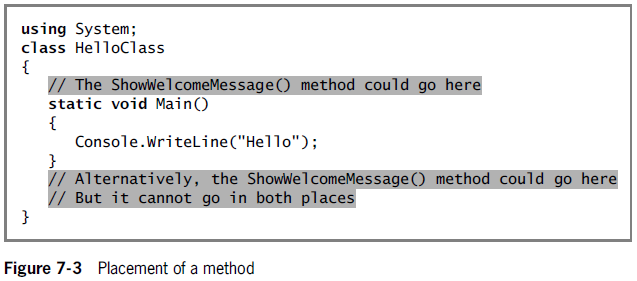 using System;
class HelloClass
{
// The ShowWelcomeMessage() method could go here
static void Main()
{
Console.WriteLine("Hello");
}
// Alternatively, the ShowWelcomeMessage() method could go here
// But it cannot go in both places
}
Figure 7-3 Placement of a method